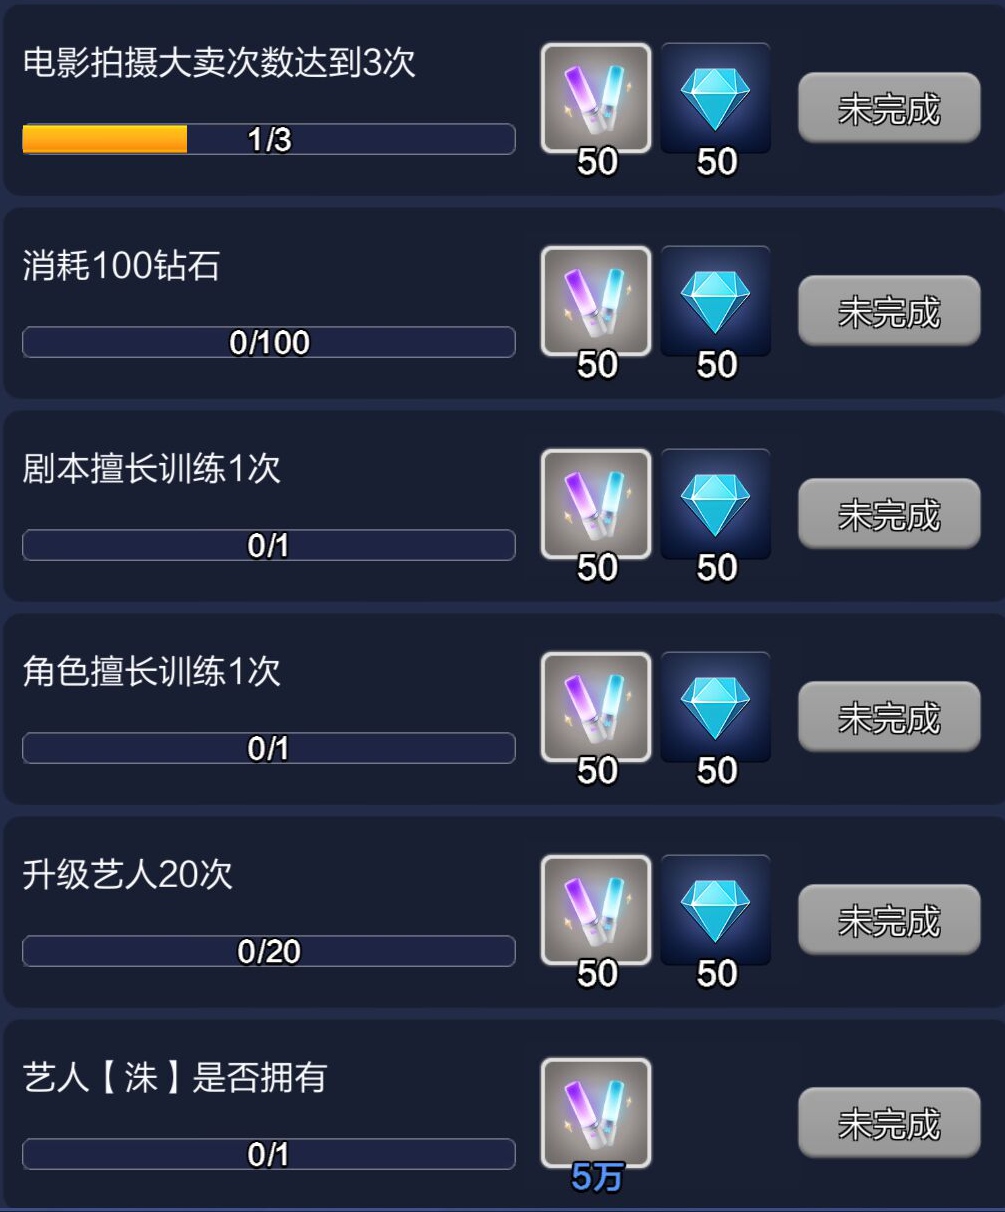 电影拍摄大卖次数达到3次
1/3
50
50
未完成
消耗100钻石
0/100
50
50
未完成
剧本擅长训练1次
0/1
50
50
未完成
角色擅长训练1次
0/1
50
50
未完成
升级艺人20次
0/20
50
50
未完成
艺人【洙】是否拥有
0/1
5万
未完成